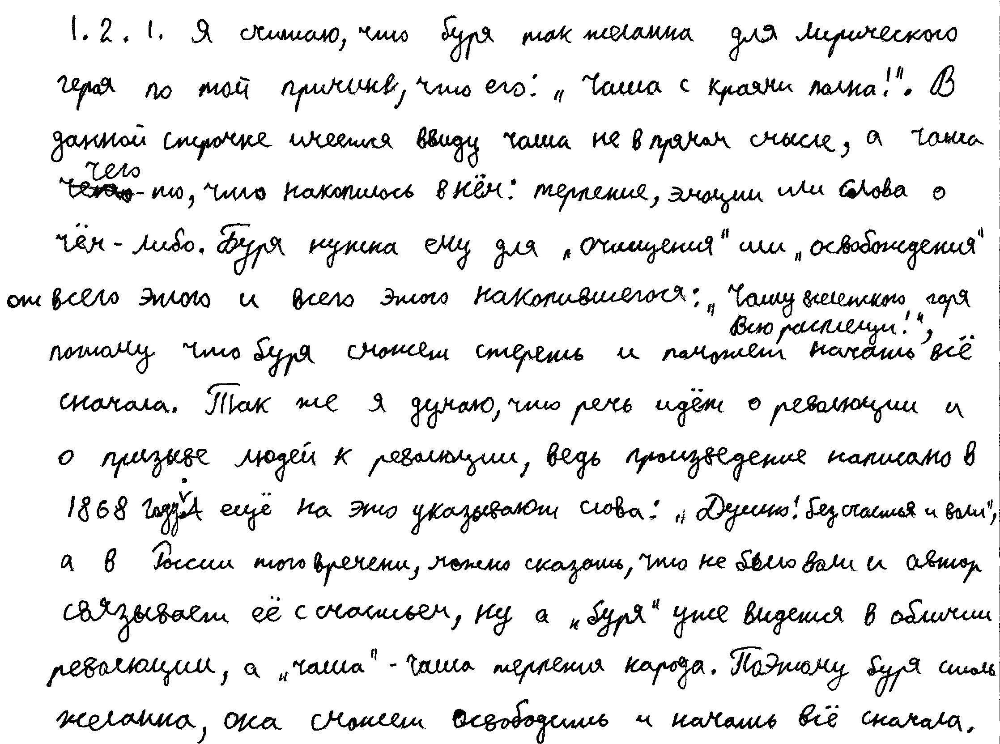 1.2.1. Я считаю, что буря так желанна для лирического
героя по той причине, что его: „Чаша с краями полна!". В
данной строчке имеется ввиду чаша не в прямом смысле, а чаша
чего
-то, что накопилось в нём: терпение, эмоции или слова о
чём-либо. Буря нужна ему для „очищения" или „освобождения"
от всего этого и всего этого накопившегося: „Чашу вселенского горя
Всю расплещи!",
потому что буря сможет стереть и поможет начать всё
сначала. Так же я думаю, что речь идёт о революции и
о призыве людей к революции, ведь произведение написано в
1868 году. А ещё на это указывают слова: „Душно! без счастья и воли",
а в России того времени, можно сказать, что не было воли и автор
связывает её с счастьем, ну а „буря" уже видется в обличии
революции, а „чаша" - чаша терпения народа. Поэтому буря столь
желанна, она сможет освободить и начать всё сначала.